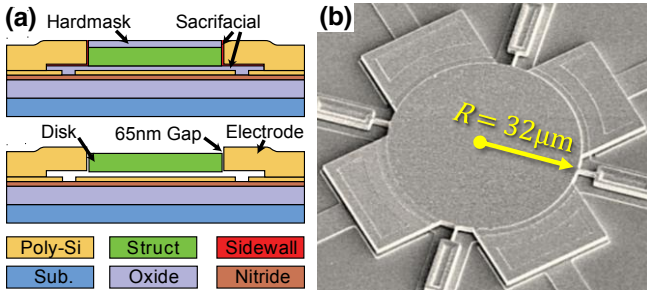 (a)
Hardmask
Sacrifacial
Disk
65nm Gap
Electrode
Poly-Si
Struct
Sidewall
Sub.
Oxide
Nitride
(b)
R = 32μm